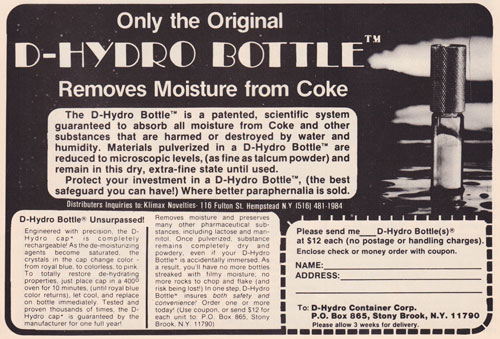 Only the Original
D-HYDRO BOTTLE™
Removes Moisture from Coke
The D-Hydro Bottle™ is a patented, scientific system
guaranteed to absorb all moisture from Coke and other
substances that are harmed or destroyed by water and
humidity. Materials pulverized in a D-Hydro Bottle™ are
reduced to microscopic levels, (as fine as talcum powder) and
remain in this dry, extra-fine state until used.
Protect your investment in a D-Hydro Bottle™, (the best
safeguard you can have!) Where better paraphernalia is sold.
Distributers Inquiries to: Klimax Novelties· 116 Fulton St. Hempstead N.Y (516) 481-1984
D-Hydro Bottle® Unsurpassed!
Engineered with precision, the D-
Hydro cap® is completely
rechargeable! As the demoisturizing
agents become saturated, the
crystals in the cap change color -
from royal blue, to colorless, to pink.
To totally restore de-hydrating
properties, just place cap in a 400º
oven for 10 minutes, (until royal blue
color returns), let cool, and replace
on bottle immediately. Tested and
proven thousands of times, the D-
Hydro cap® is guaranteed by the
manufacturer for one full year!
Removes moisture and preserves
many other pharmaceutical sub-
stances, including lactose and man-
nitol. Once pulverized, substance
remains completely dry and
powdery, even if your D-Hydro
Bottle® is accidentally immersed. As
a result, you'll have no more bottles
streaked with filmy moisture; no
more rocks to chop and flake (and
risk being lost!) In one step, D-Hydro
Bottle® insures both safety and
convenience! Order one or more
today! (Use coupon, or send $12 for
each unit to: P.O. Box 865, Stony
Brook, N.Y. 11790)
Please send me___D-Hydro Bottle(s)®
at $12 each (no postage or handling charges).
Enclose check or money order with coupon.
NAME:
ADDRESS:
To: D-Hydro Container Corp.
P.O. Box 865, Stony Brook, N.Y. 11790
Please allow 3 weeks for delivery.